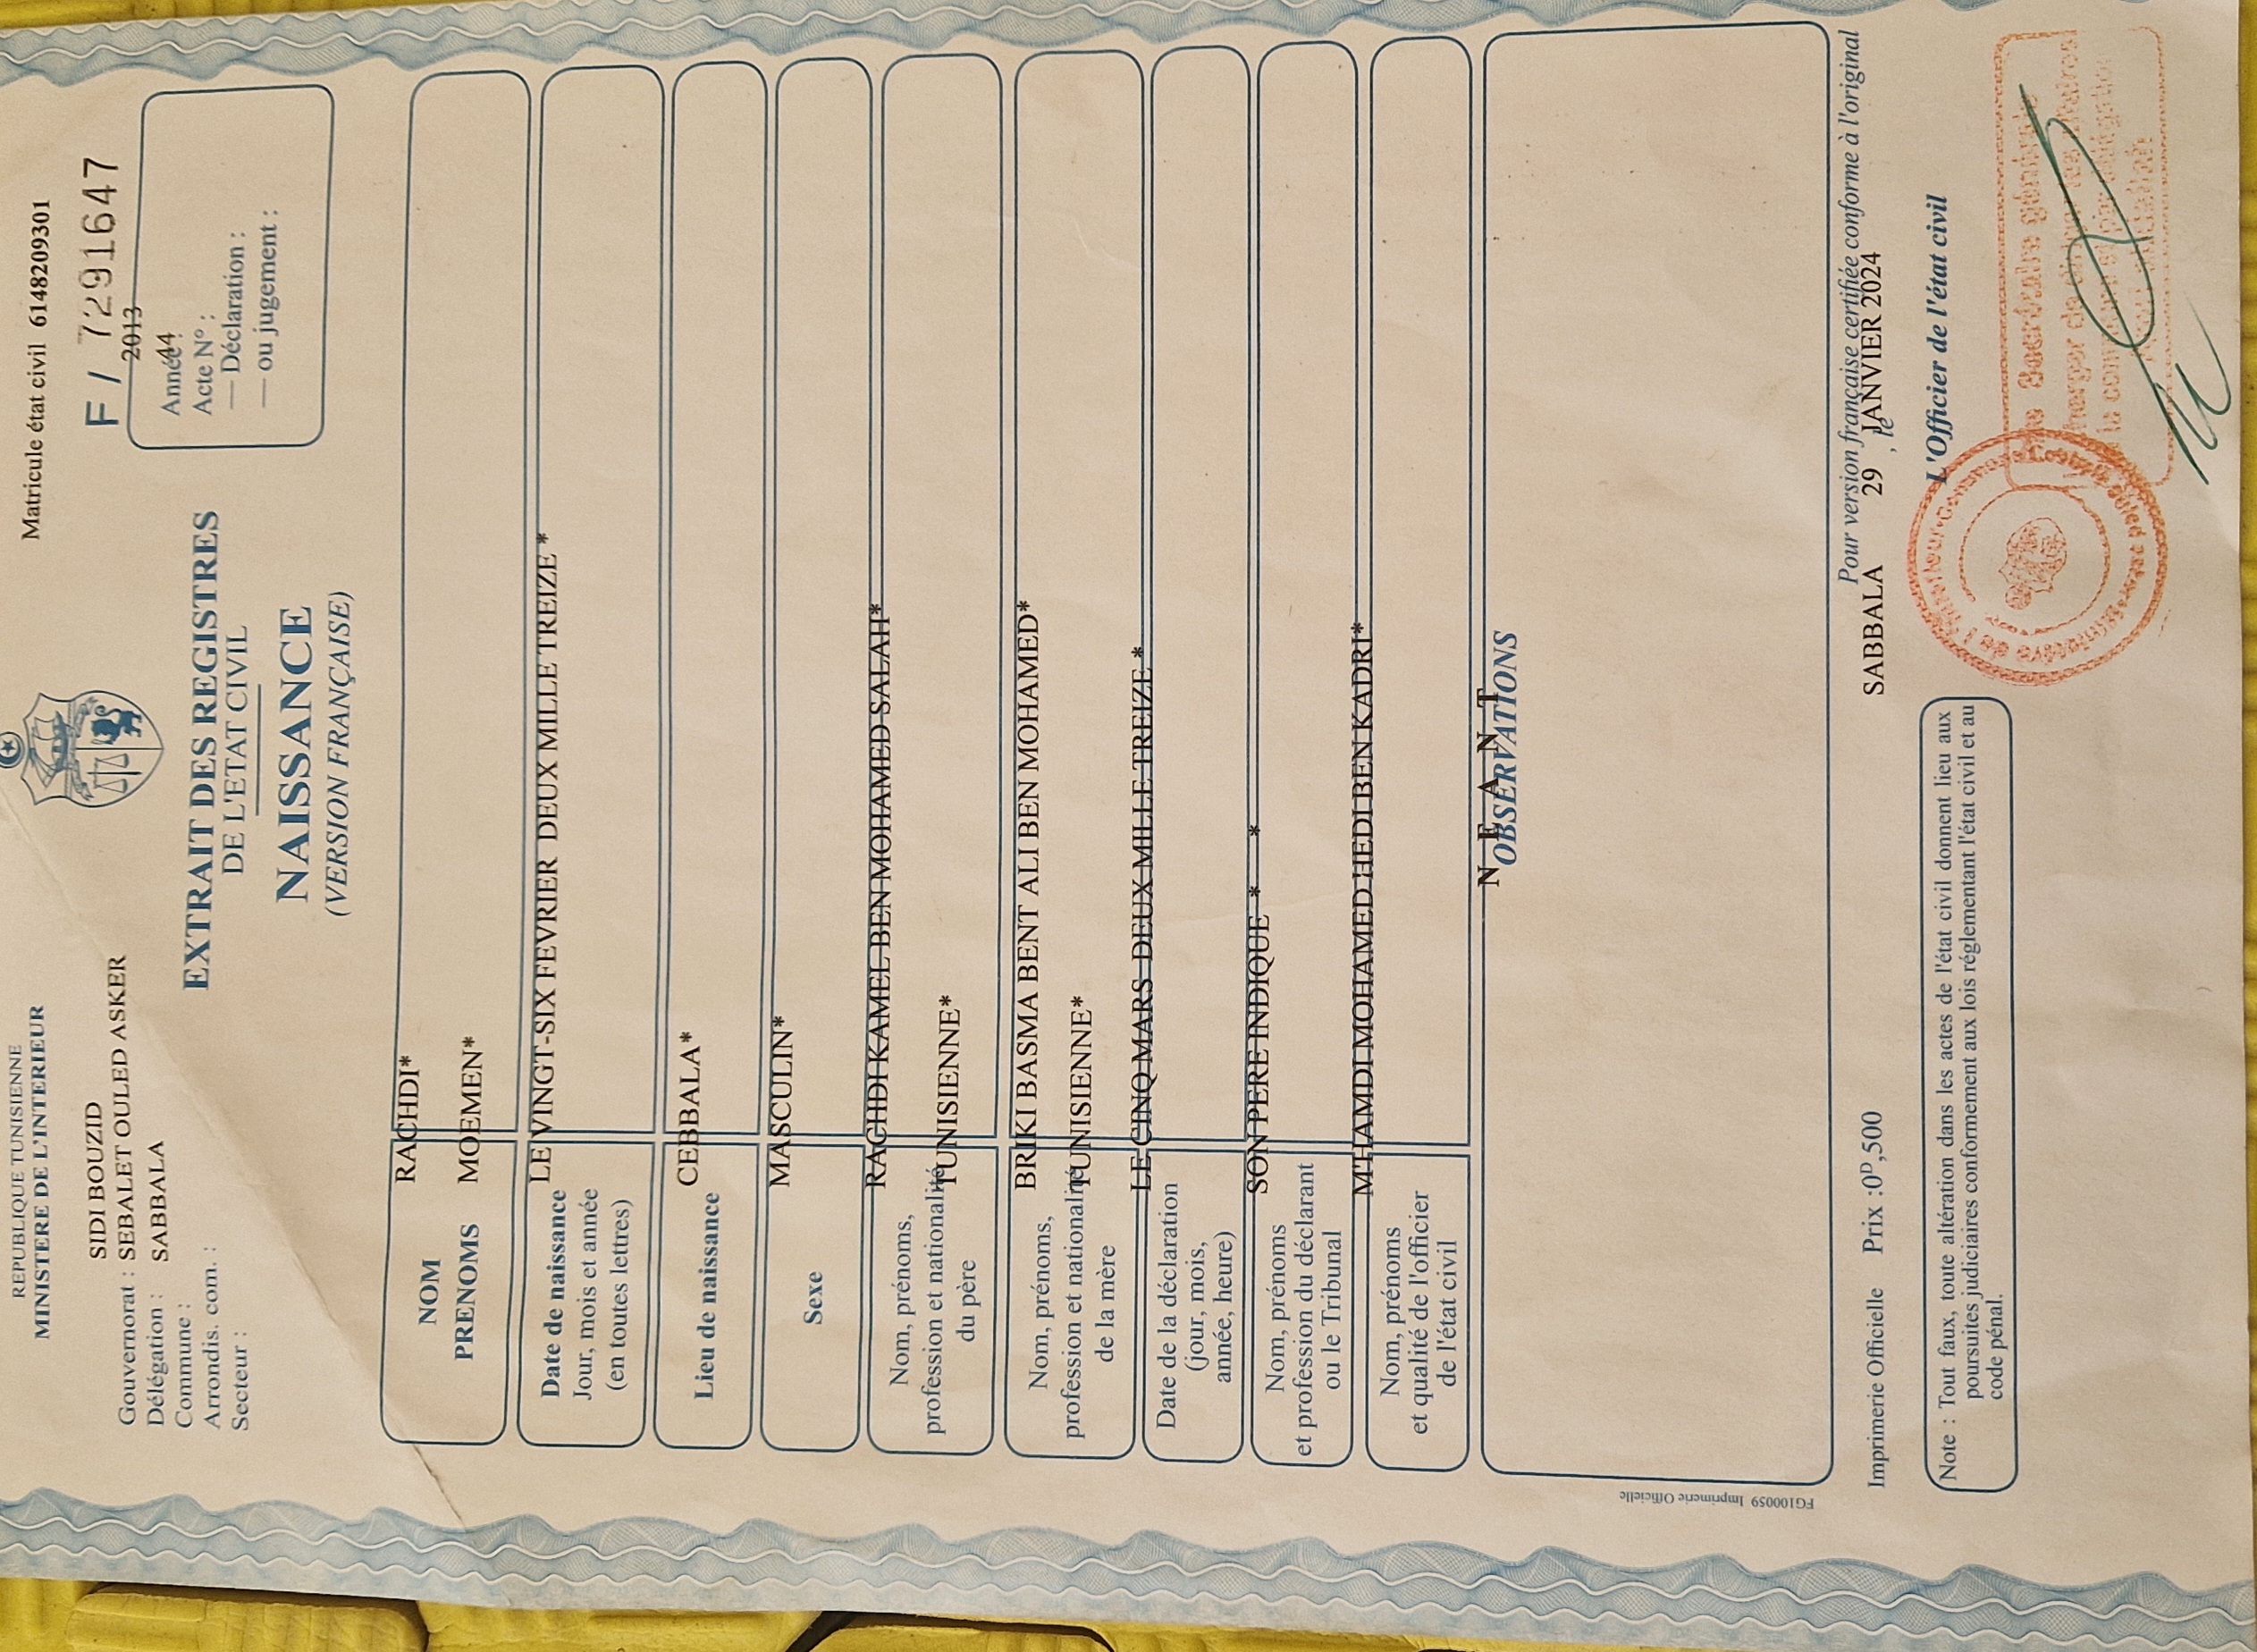 REPUBLIQUE TUNISIENNE
MINISTERE DE L'INTERIEUR
Matricule état civil 6148209301
F / 7291647
SIDI BOUZID
Gouvernorat : SEBALET OULED ASKER
Délégation : SABBALA
Commune :
Arrondis. com. :
Secteur :
2013
Année : 44
Acte N° :
— Déclaration :
— ou jugement :
EXTRAIT DES REGISTRES
DE L'ETAT CIVIL
NAISSANCE
(VERSION FRANÇAISE)
NOM RACHDI*
PRENOMS MOEMEN*
Date de naissance LE VINGT-SIX FEVRIER DEUX MILLE TREIZE *
Jour, mois et année
(en toutes lettres)
Lieu de naissance CEBBALA*
Sexe MASCULIN*
Nom, prénoms, RACHDI KAMEL BEN MOHAMED SALAH*
profession et nationalité TUNISIENNE*
du père
Nom, prénoms, BRIKI BASMA BENT ALI BEN MOHAMED*
profession et nationalité TUNISIENNE*
de la mère
Date de la déclaration LE CINQ MARS DEUX MILLE TREIZE *
(jour, mois,
année, heure)
Nom, prénoms SON PERE INDIQUE * *
et profession du déclarant
ou le Tribunal
Nom, prénoms M'HAMDI MOHAMED HEDI BEN KADRI*
et qualité de l'officier
de l'état civil
N E A N T
OBSERVATIONS
FG100059 Imprimerie Officielle
Pour version française certifiée conforme à l'original
Imprimerie Officielle Prix :0ᴰ,500
SABBALA , le 29 JANVIER 2024
L'Officier de l'état civil
Note : Tout faux, toute altération dans les actes de l'état civil donnent lieu aux
poursuites judiciaires conformément aux lois réglementant l'état civil et au
code pénal.
Secrétaire générale